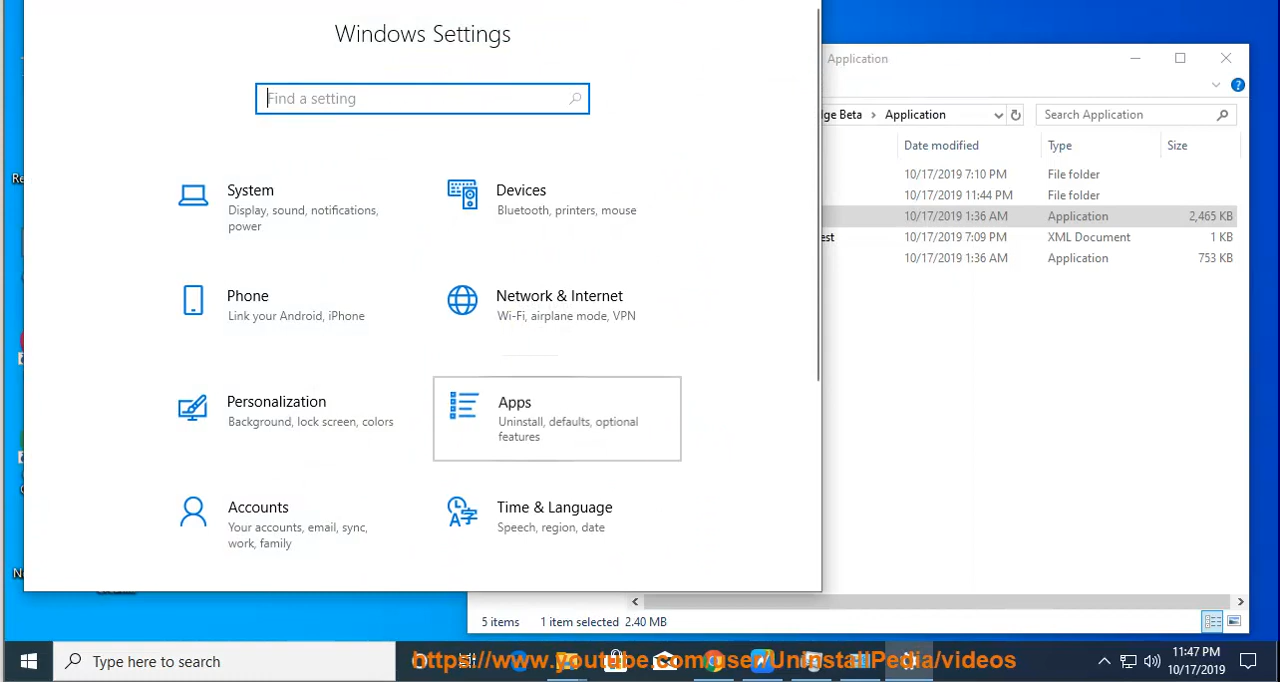 Windows Settings
Find a setting
System
Display, sound, notifications,
power
Devices
Bluetooth, printers, mouse
Phone
Link your Android, iPhone
Network & Internet
Wi-Fi, airplane mode, VPN
Personalization
Background, lock screen, colors
Apps
Uninstall, defaults, optional
features
Accounts
Your accounts, email, sync,
work, family
Time & Language
Speech, region, date
Application
Beta > Application
Search Application
Date modified Type Size
10/17/2019 7:10 PM File folder
10/17/2019 11:44 PM File folder
10/17/2019 1:36 AM Application 2,465 KB
est 10/17/2019 7:09 PM XML Document 1 KB
10/17/2019 1:36 AM Application 753 KB
5 items 1 item selected 2.40 MB
Type here to search
https://www.youtube.com/user/UninstallPedia/videos
11:47 PM
10/17/2019